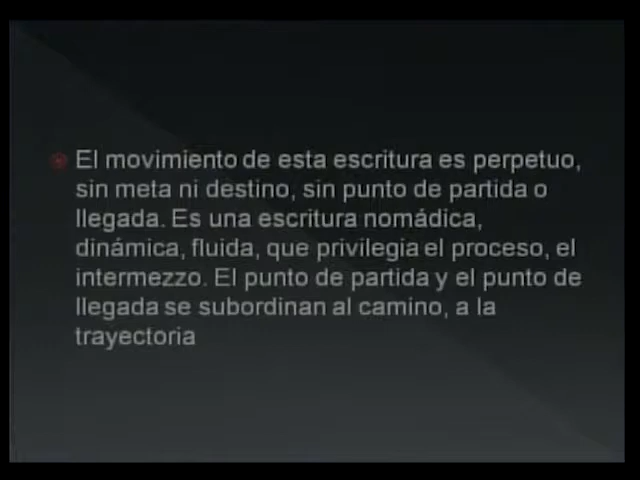 El movimiento de esta escritura es perpetuo,
sin meta ni destino, sin punto de partida o
llegada. Es una escritura nomádica,
dinámica, fluida, que privilegia el proceso, el
intermezzo. El punto de partida y el punto de
llegada se subordinan al camino, a la
trayectoria